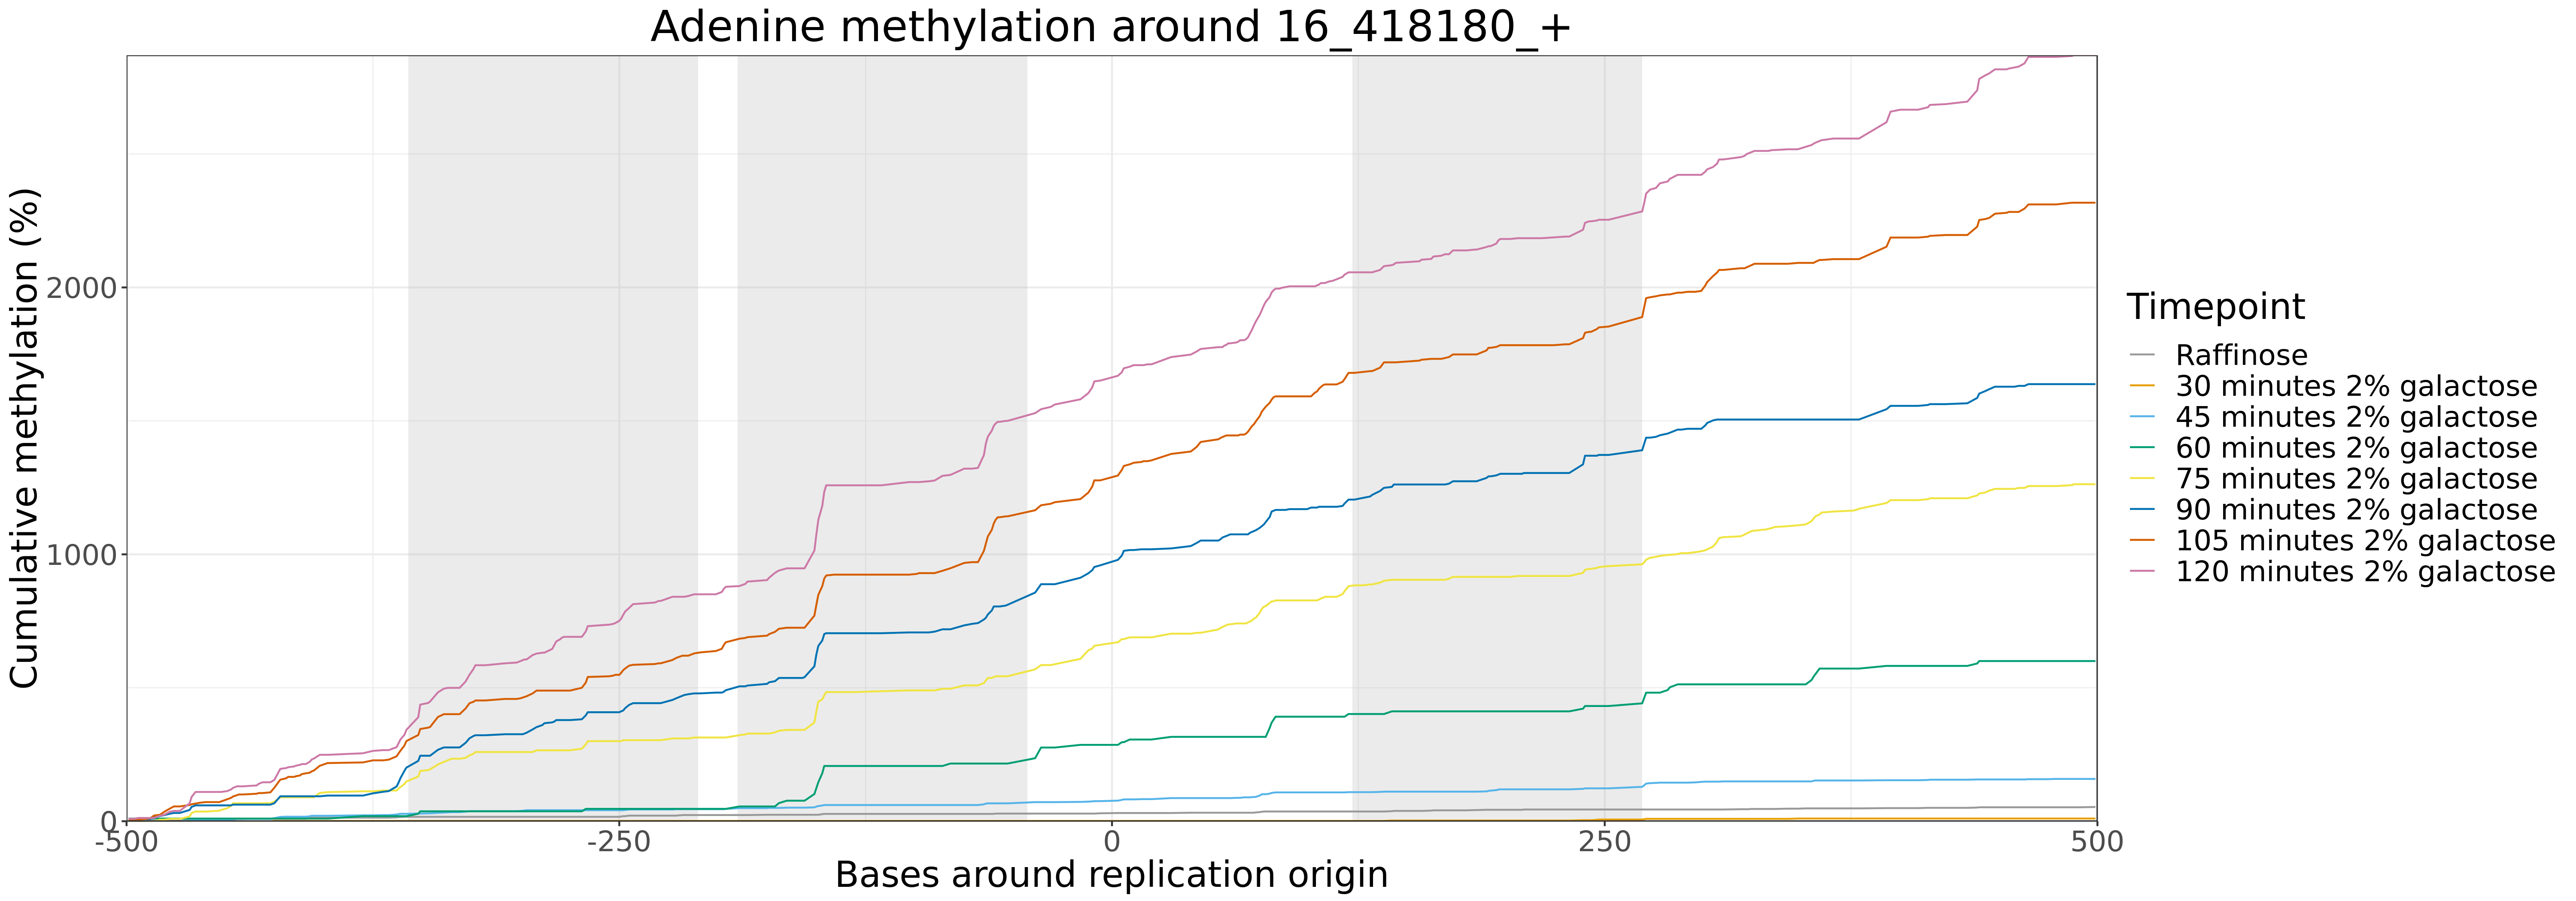 Adenine methylation around 16_418180_+
Cumulative methylation (%)
2000
1000
0
-500
-250
0
250
500
Bases around replication origin
Timepoint
Raffinose
30 minutes 2% galactose
45 minutes 2% galactose
60 minutes 2% galactose
75 minutes 2% galactose
90 minutes 2% galactose
105 minutes 2% galactose
120 minutes 2% galactose